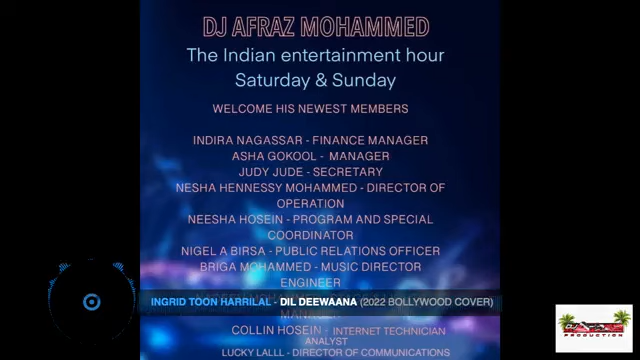 DJ AFRAZ MOHAMMED
The Indian entertainment hour
Saturday & Sunday
WELCOME HIS NEWEST MEMBERS
INDIRA NAGASSAR - FINANCE MANAGER
ASHA GOKOOL - MANAGER
JUDY JUDE - SECRETARY
NESHA HENNESSY MOHAMMED - DIRECTOR OF
OPERATION
NEESHA HOSEIN - PROGRAM AND SPECIAL
COORDINATOR
NIGEL A BIRSA - PUBLIC RELATIONS OFFICER
BRIGA MOHAMMED - MUSIC DIRECTOR
ENGINEER
INGRID TOON HARRILAL - DIL DEEWAANA (2022 BOLLYWOOD COVER)
MANAGER
COLLIN HOSEIN - INTERNET TECHNICIAN
ANALYST
LUCKY LALLL - DIRECTOR OF COMMUNICATIONS
PRODUCTION